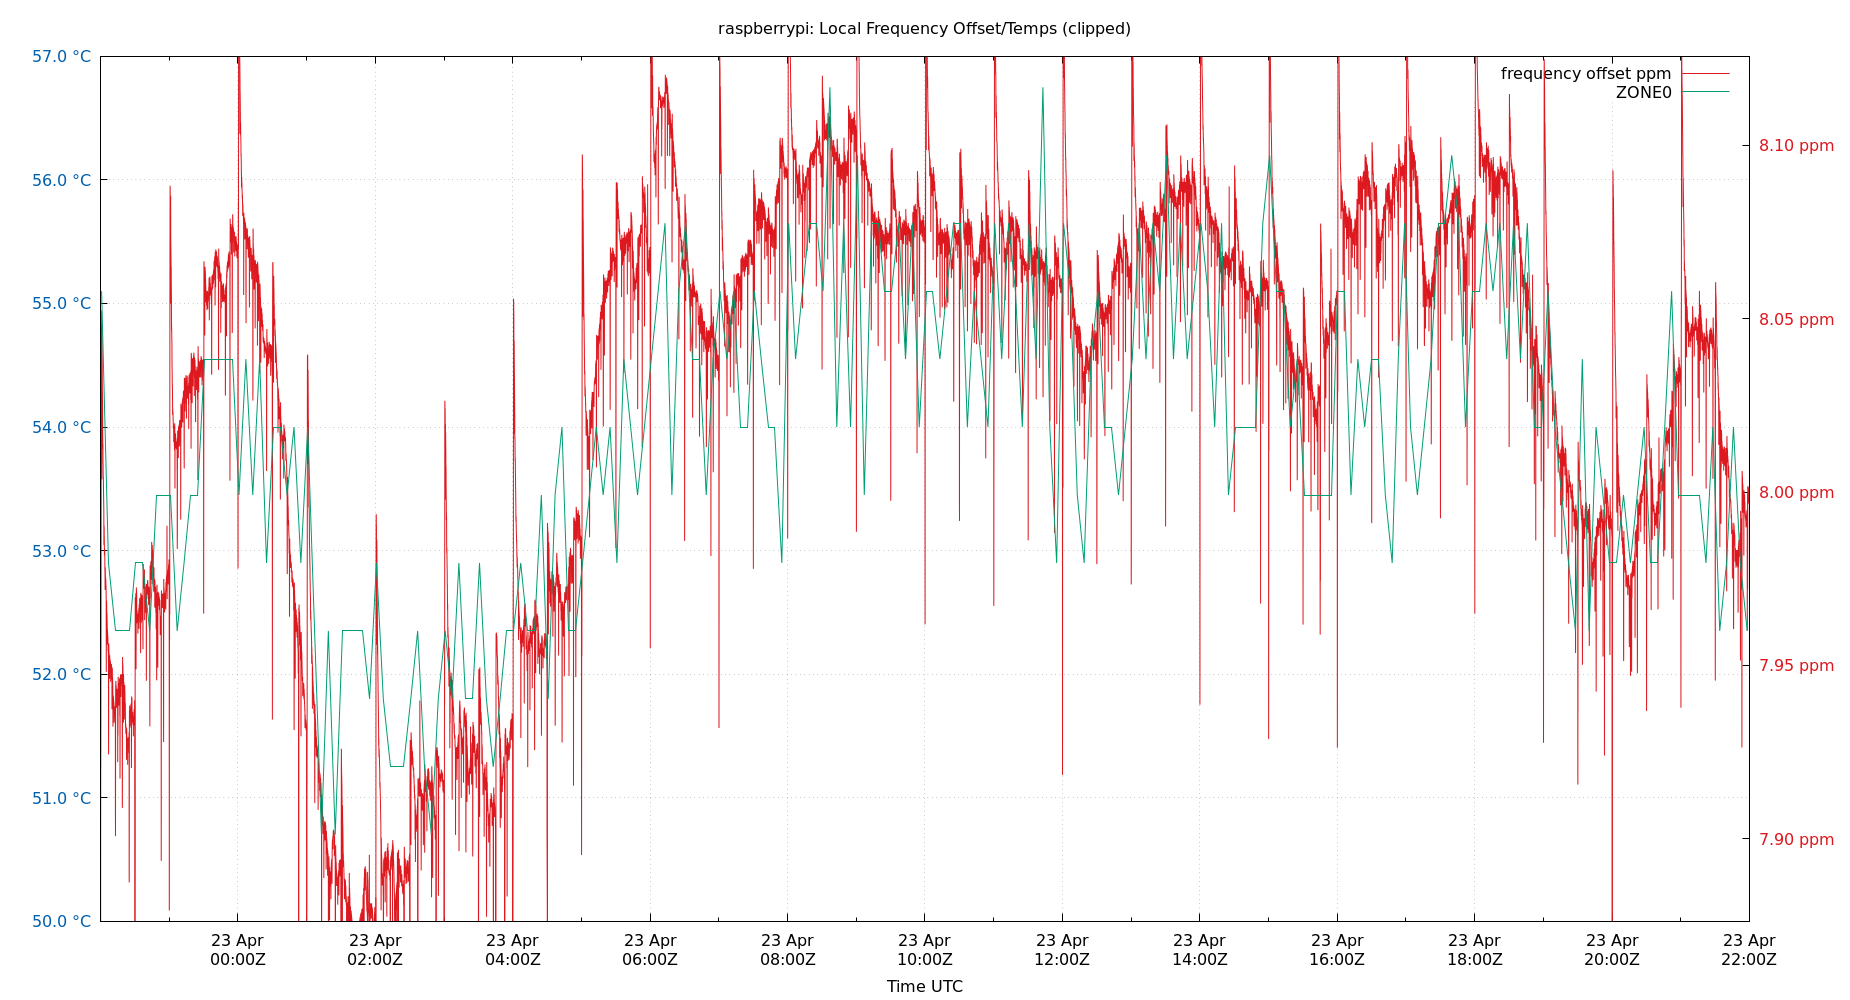 raspberrypi: Local Frequency Offset/Temps (clipped)
frequency offset ppm
ZONE0
57.0 °C
56.0 °C
55.0 °C
54.0 °C
53.0 °C
52.0 °C
51.0 °C
50.0 °C
8.10 ppm
8.05 ppm
8.00 ppm
7.95 ppm
7.90 ppm
23 Apr 23 Apr 23 Apr 23 Apr 23 Apr 23 Apr 23 Apr 23 Apr 23 Apr 23 Apr 23 Apr 23 Apr
00:00Z 02:00Z 04:00Z 06:00Z 08:00Z 10:00Z 12:00Z 14:00Z 16:00Z 18:00Z 20:00Z 22:00Z
Time UTC